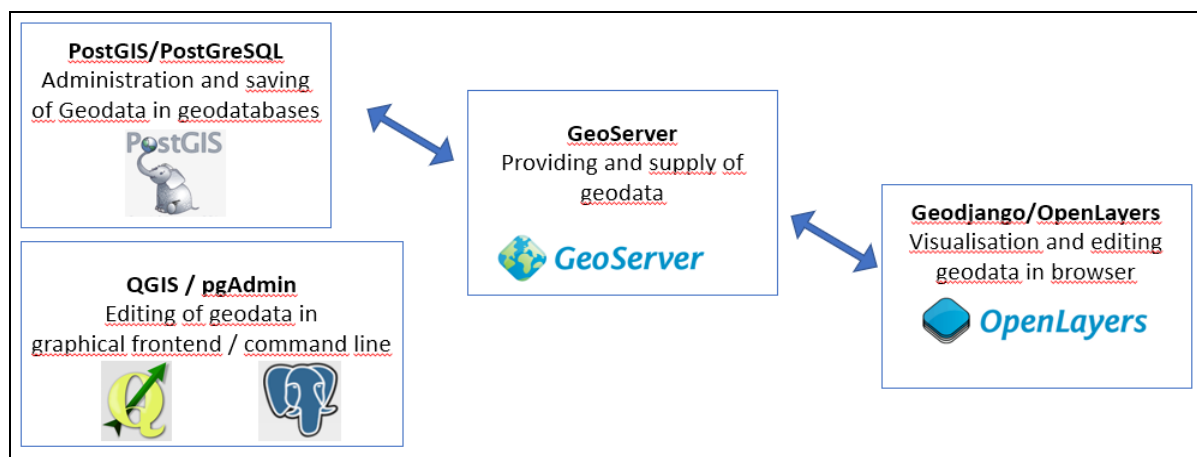 PostGIS/PostGreSQL
Administration and saving
of Geodata in geodatabases
PostGIS
QGIS / pgAdmin
Editing of geodata in
graphical frontend / command line
GeoServer
Providing and supply of
geodata
GeoServer
Geodjango/OpenLayers
Visualisation and editing
geodata in browser
OpenLayers